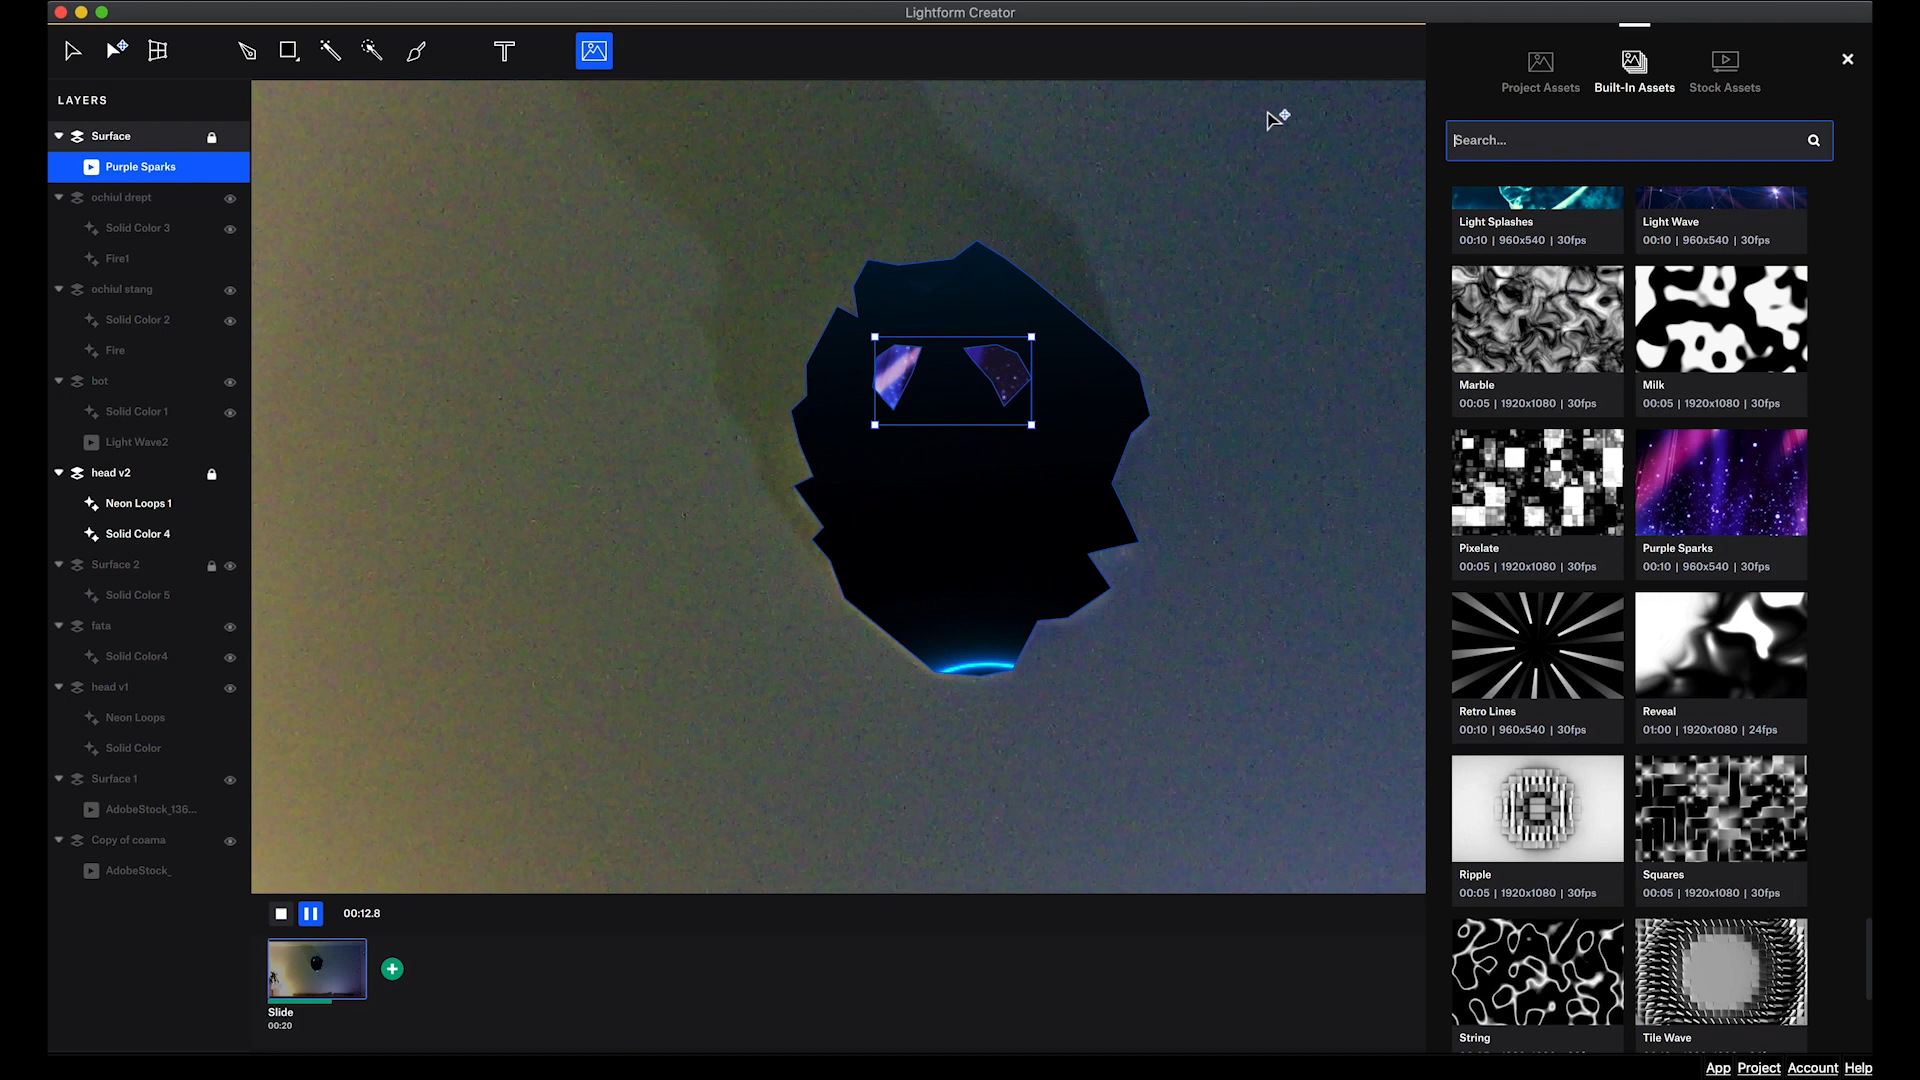 Lightform Creator
T
LAYERS
Surface
Purple Sparks
ochiul drept
Solid Color 3
Fire1
ochiul stang
Solid Color 2
Fire
bot
Solid Color 1
Light Wave2
head v2
Neon Loops 1
Solid Color 4
Surface 2
Solid Color 5
fata
Solid Color4
head v1
Neon Loops
Solid Color
Surface 1
AdobeStock_136...
Copy of coama
AdobeStock_
00:12.8
Slide
00:20
Project Assets
Built-In Assets
Stock Assets
Search...
Light Splashes
00:10 | 960x540 | 30fps
Light Wave
00:10 | 960x540 | 30fps
Marble
00:05 | 1920x1080 | 30fps
Milk
00:05 | 1920x1080 | 30fps
Pixelate
00:05 | 1920x1080 | 30fps
Purple Sparks
00:10 | 960x540 | 30fps
Retro Lines
00:10 | 960x540 | 30fps
Reveal
01:00 | 1920x1080 | 24fps
Ripple
00:05 | 1920x1080 | 30fps
Squares
00:05 | 1920x1080 | 30fps
String
Tile Wave
App Project Account Help